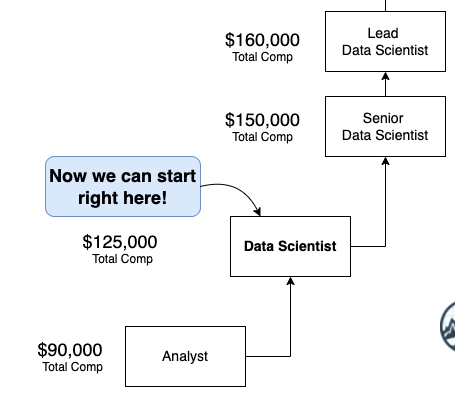 $160,000
Total Comp
Lead
Data Scientist
$150,000
Total Comp
Senior
Data Scientist
Now we can start
right here!
$125,000
Total Comp
Data Scientist
$90,000
Total Comp
Analyst